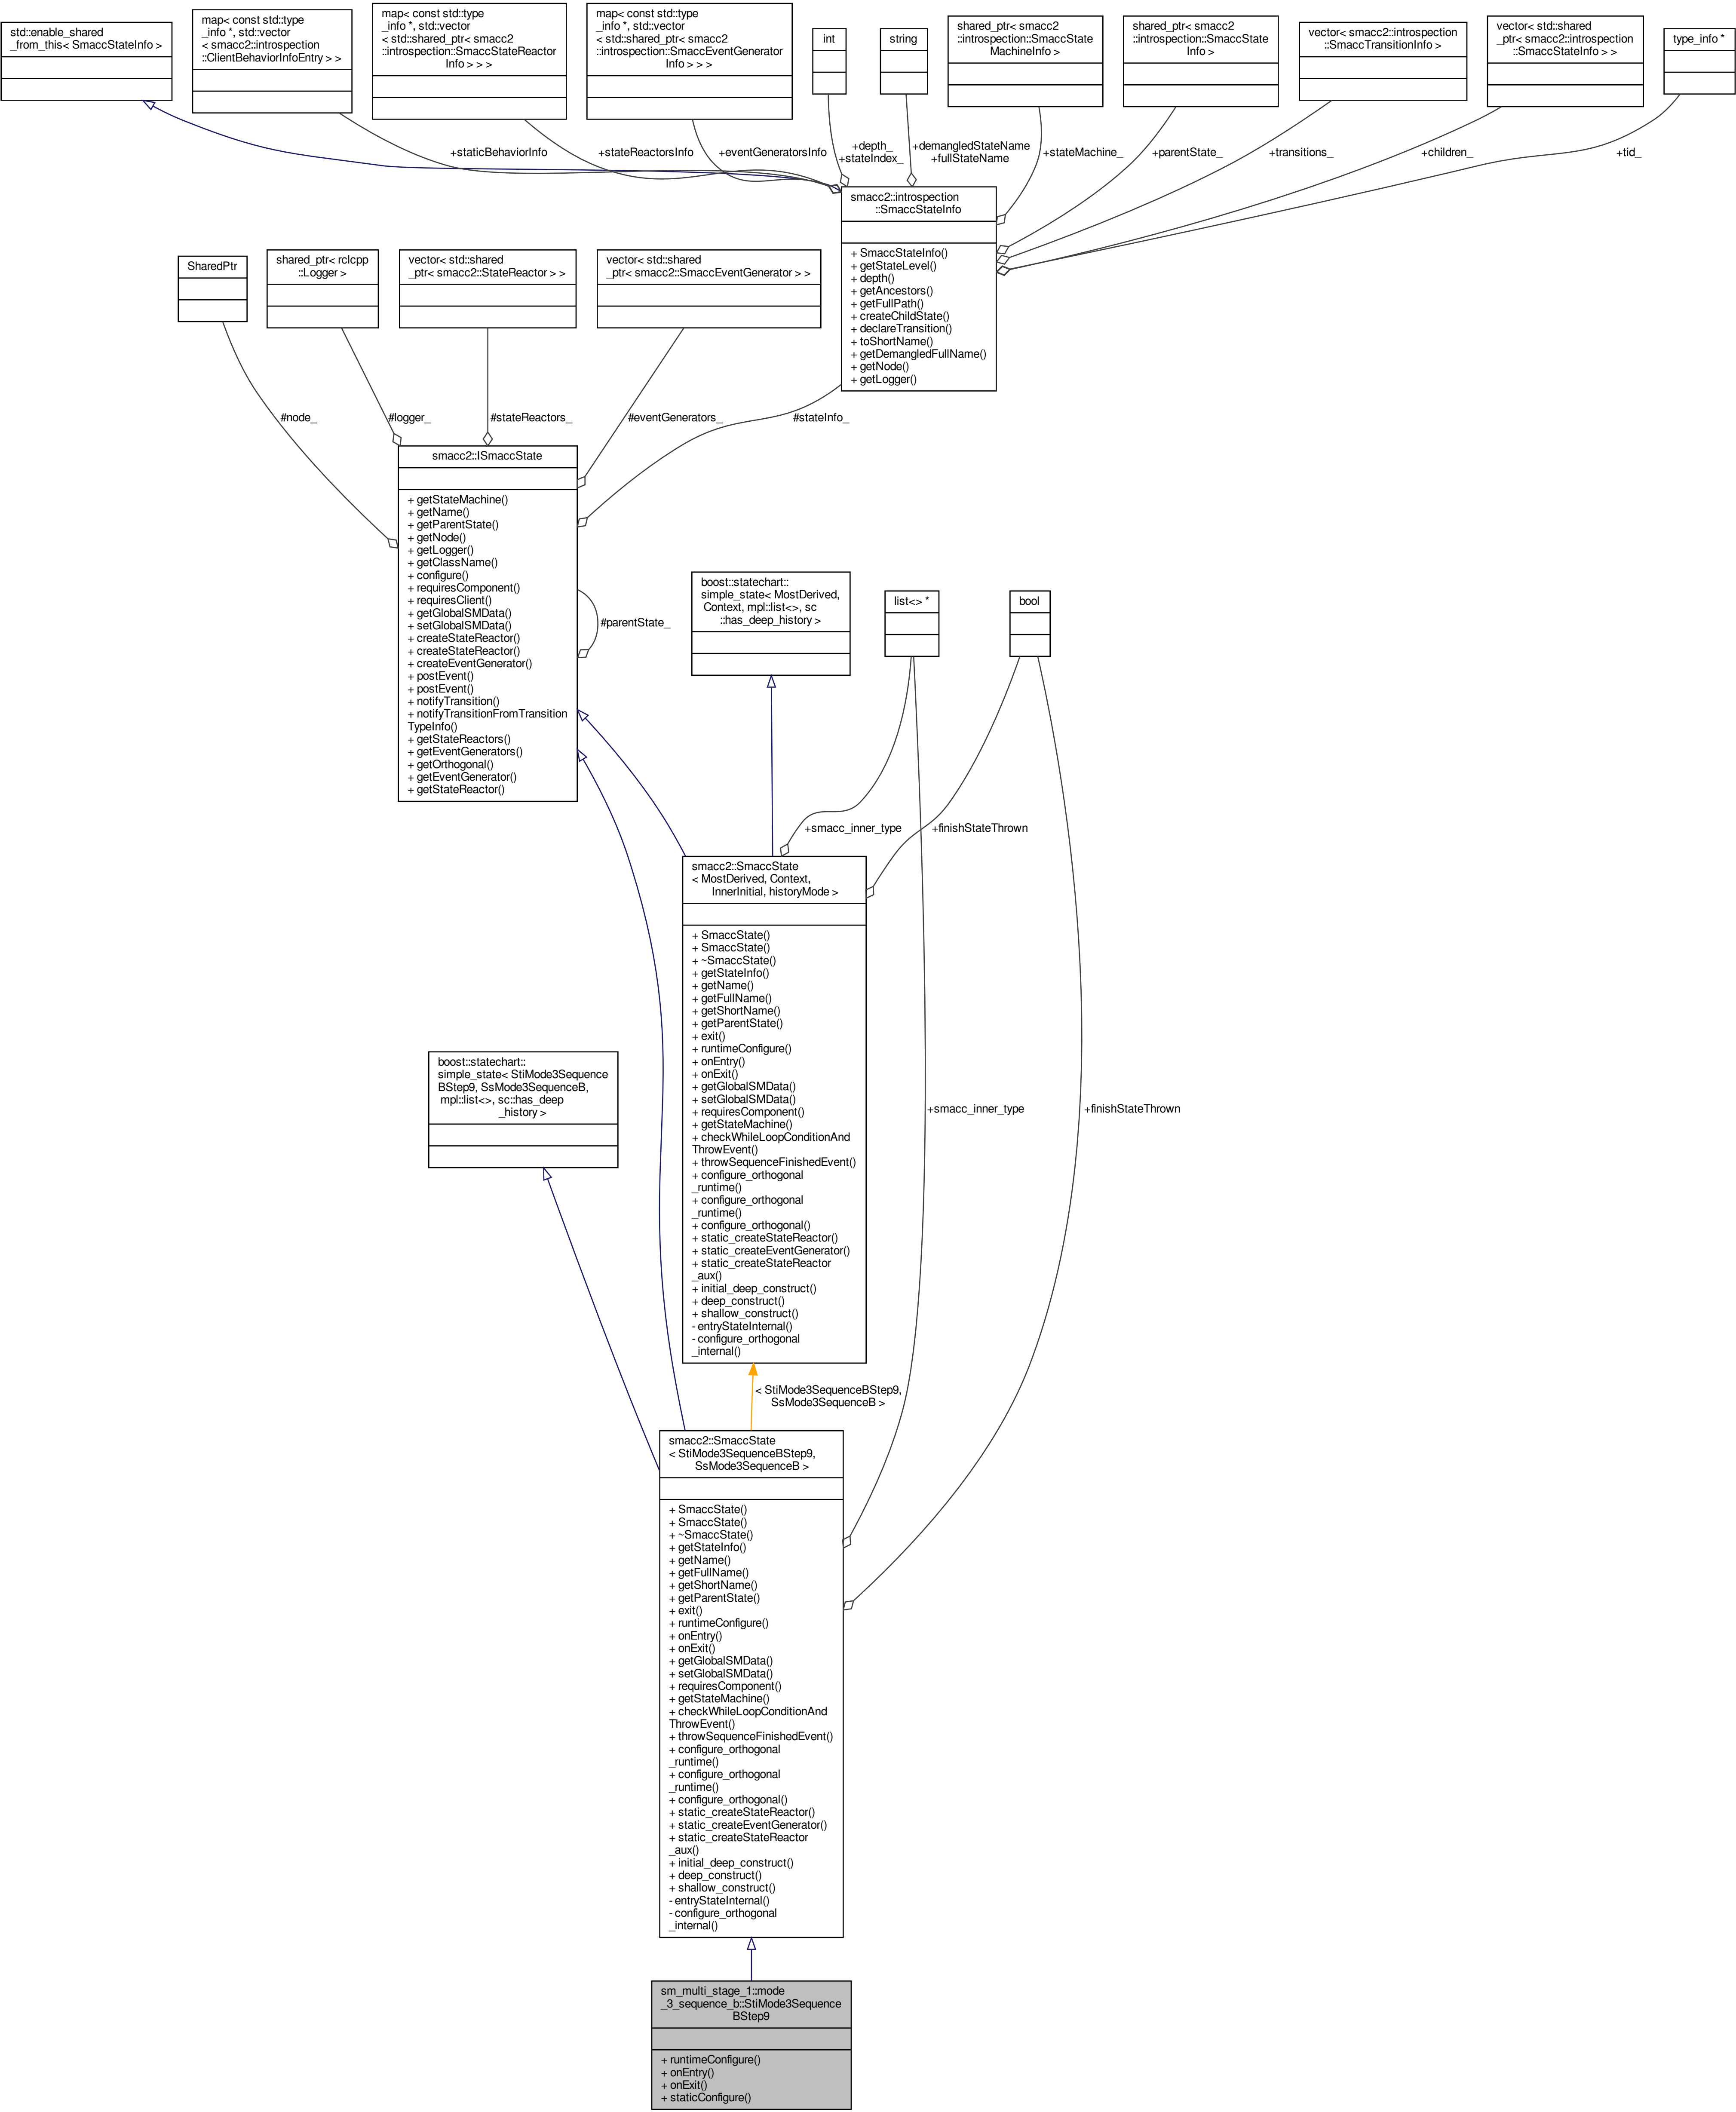 std::enable_shared
_from_this< SmaccStateInfo >
map< const std::type
_info *, std::vector
< smacc2::introspection
::ClientBehaviorInfoEntry > >
map< const std::type
_info *, std::vector
< std::shared_ptr< smacc2
::introspection::SmaccStateReactor
Info > > >
map< const std::type
_info *, std::vector
< std::shared_ptr< smacc2
::introspection::SmaccEventGenerator
Info > > >
int
string
shared_ptr< smacc2
::introspection::SmaccState
MachineInfo >
shared_ptr< smacc2
::introspection::SmaccState
Info >
vector< smacc2::introspection
::SmaccTransitionInfo >
vector< std::shared
_ptr< smacc2::introspection
::SmaccStateInfo > >
type_info *
+staticBehaviorInfo
+stateReactorsInfo
+eventGeneratorsInfo
+depth_
+stateIndex_
+demangledStateName
+fullStateName
+stateMachine_
+parentState_
+transitions_
+children_
+tid_
smacc2::introspection
::SmaccStateInfo
+ SmaccStateInfo()
+ getStateLevel()
+ depth()
+ getAncestors()
+ getFullPath()
+ createChildState()
+ declareTransition()
+ toShortName()
+ getDemangledFullName()
+ getNode()
+ getLogger()
SharedPtr
shared_ptr< rclcpp
::Logger >
vector< std::shared
_ptr< smacc2::StateReactor > >
vector< std::shared
_ptr< smacc2::SmaccEventGenerator > >
#node_
#logger_
#stateReactors_
#eventGenerators_
#stateInfo_
smacc2::ISmaccState
+ getStateMachine()
+ getName()
+ getParentState()
+ getNode()
+ getLogger()
+ getClassName()
+ configure()
+ requiresComponent()
+ requiresClient()
+ getGlobalSMData()
+ setGlobalSMData()
+ createStateReactor()
+ createStateReactor()
+ createEventGenerator()
+ postEvent()
+ postEvent()
+ notifyTransition()
+ notifyTransitionFromTransition
TypeInfo()
+ getStateReactors()
+ getEventGenerators()
+ getOrthogonal()
+ getEventGenerator()
+ getStateReactor()
#parentState_
boost::statechart::
simple_state< MostDerived,
Context, mpl::list<>, sc
::has_deep_history >
list<> *
bool
+smacc_inner_type
+finishStateThrown
smacc2::SmaccState
< MostDerived, Context,
InnerInitial, historyMode >
+ SmaccState()
+ SmaccState()
+ ~SmaccState()
+ getStateInfo()
+ getName()
+ getFullName()
+ getShortName()
+ getParentState()
+ exit()
+ runtimeConfigure()
+ onEntry()
+ onExit()
+ getGlobalSMData()
+ setGlobalSMData()
+ requiresComponent()
+ getStateMachine()
+ checkWhileLoopConditionAnd
ThrowEvent()
+ throwSequenceFinishedEvent()
+ configure_orthogonal
_runtime()
+ configure_orthogonal
_runtime()
+ configure_orthogonal()
+ static_createStateReactor()
+ static_createEventGenerator()
+ static_createStateReactor
_aux()
+ initial_deep_construct()
+ deep_construct()
+ shallow_construct()
- entryStateInternal()
- configure_orthogonal
_internal()
boost::statechart::
simple_state< StiMode3Sequence
BStep9, SsMode3SequenceB,
mpl::list<>, sc::has_deep
_history >
+smacc_inner_type
+finishStateThrown
< StiMode3SequenceBStep9,
SsMode3SequenceB >
smacc2::SmaccState
< StiMode3SequenceBStep9,
SsMode3SequenceB >
+ SmaccState()
+ SmaccState()
+ ~SmaccState()
+ getStateInfo()
+ getName()
+ getFullName()
+ getShortName()
+ getParentState()
+ exit()
+ runtimeConfigure()
+ onEntry()
+ onExit()
+ getGlobalSMData()
+ setGlobalSMData()
+ requiresComponent()
+ getStateMachine()
+ checkWhileLoopConditionAnd
ThrowEvent()
+ throwSequenceFinishedEvent()
+ configure_orthogonal
_runtime()
+ configure_orthogonal
_runtime()
+ configure_orthogonal()
+ static_createStateReactor()
+ static_createEventGenerator()
+ static_createStateReactor
_aux()
+ initial_deep_construct()
+ deep_construct()
+ shallow_construct()
- entryStateInternal()
- configure_orthogonal
_internal()
sm_multi_stage_1::mode
_3_sequence_b::StiMode3Sequence
BStep9
+ runtimeConfigure()
+ onEntry()
+ onExit()
+ staticConfigure()